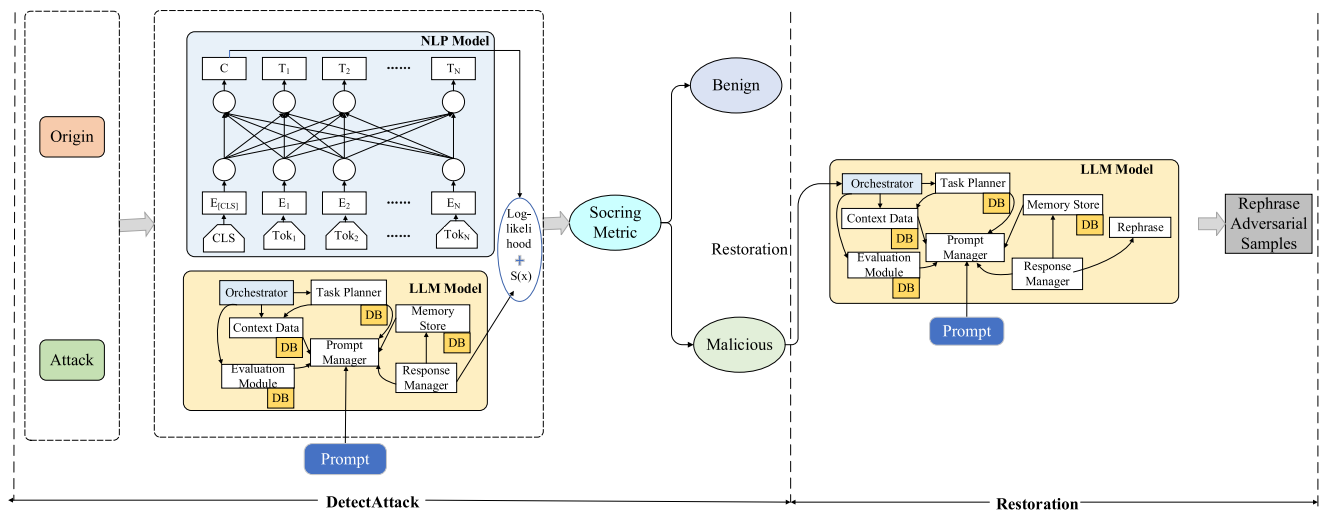 Origin
Attack
NLP Model
C
T1
T2
......
TN
E[CLS]
E1
E2
......
EN
CLS
Tok1
Tok2
......
TokN
LLM Model
Orchestrator
Task Planner
DB
Context Data
DB
Memory
Store
DB
Prompt
Manager
Evaluation
Module
DB
Response
Manager
Prompt
Log-
likeli
hood
+
S(x)
Socring
Metric
Benign
Malicious
Restoration
LLM Model
Orchestrator
Task Planner
DB
Context Data
DB
Memory Store
DB
Rephrase
Prompt
Manager
Evaluation
Module
DB
Response
Manager
Prompt
Rephrase
Adversarial
Samples
DetectAttack
Restoration